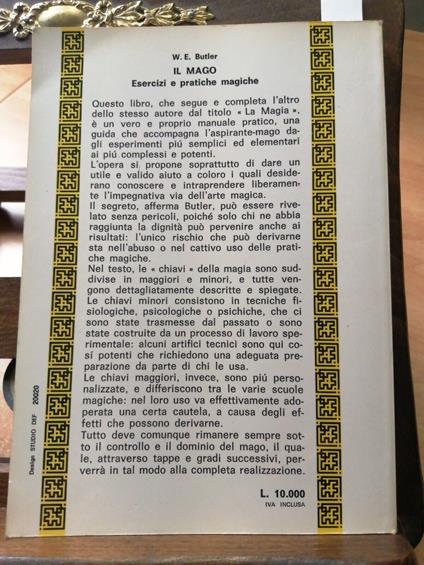 W. E. Butler
IL MAGO
Esercizi e pratiche magiche
Questo libro, che segue e completa l'altro
dello stesso autore dal titolo « La Magia »,
è un vero e proprio manuale pratico, una
guida che accompagna l'aspirante-mago da-
gli esperimenti piú semplici ed elementari
ai piú complessi e potenti.
L'opera si propone soprattutto di dare un
utile e valido aiuto a coloro i quali deside-
rano conoscere e intraprendere liberamen-
te l'impegnativa via dell'arte magica.
Il segreto, afferma Butler, può essere rive-
lato senza pericoli, poiché solo chi ne abbia
raggiunta la dignità può pervenire anche ai
risultati: l'unico rischio che può derivarne
sta nell'abuso o nel cattivo uso delle prati-
che magiche.
Nel testo, le « chiavi » della magia sono sud-
divise in maggiori e minori, e tutte ven-
gono dettagliatamente descritte e spiegate.
Le chiavi minori consistono in tecniche fi-
siologiche, psicologiche o psichiche, che ci
sono state trasmesse dal passato o sono
state costruite da un processo di lavoro spe-
rimentale: alcuni artifici tecnici sono qui co-
sí potenti che richiedono una adeguata pre-
parazione da parte di chi le usa.
Le chiavi maggiori, invece, sono piú perso-
nalizzate, e differiscono tra le varie scuole
magiche: nel loro uso va effettivamente ado-
perata una certa cautela, a causa degli ef-
fetti che possono derivarne.
Tutto deve comunque rimanere sempre sot-
to il controllo e il dominio del mago, il qua-
le, attraverso tappe e gradi successivi, per-
verrà in tal modo alla completa realizzazione.
L. 10.000
IVA INCLUSA
Design STUDIO DEF 20020